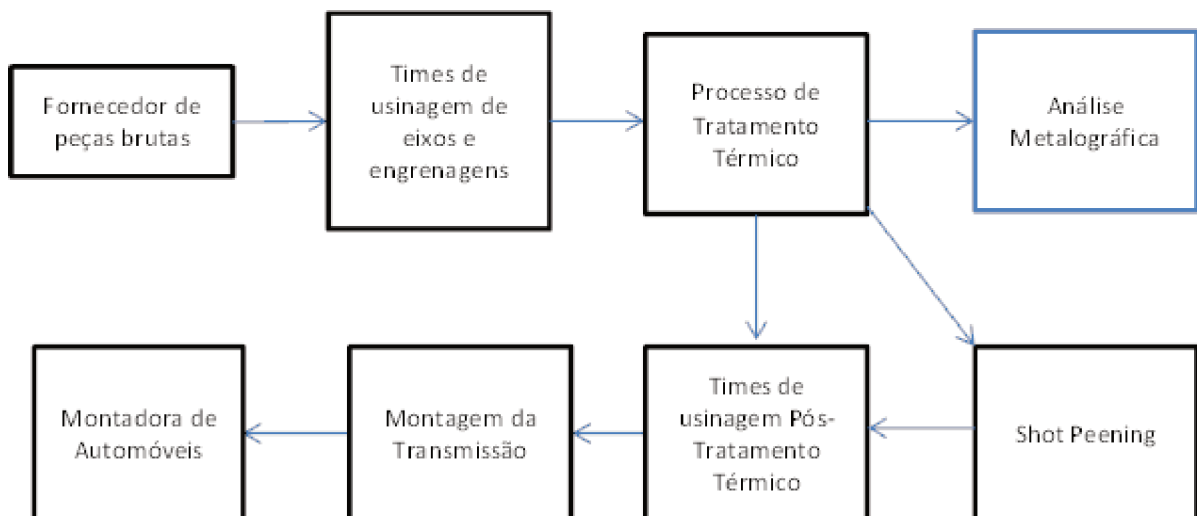 Fornecedor de
peças brutas
Times de
usinagem de
eixos e
engrenagens
Processo de
Tratamento
Térmico
Análise
Metalográfica
Montadora de
Automóveis
Montagem da
Transmissão
Times de
usinagem Pós-
Tratamento
Térmico
Shot Peening